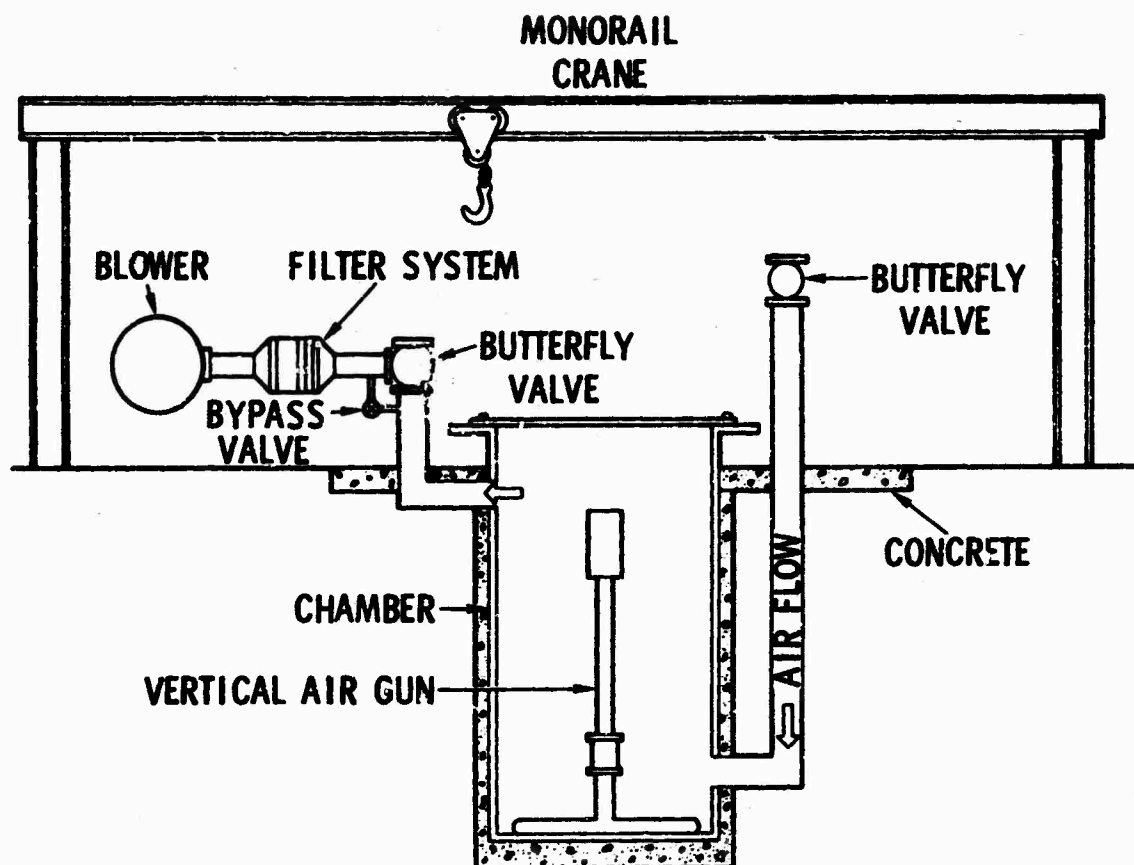 MONORAIL
CRANE
BLOWER
FILTER SYSTEM
BUTTERFLY
VALVE
BUTTERFLY
VALVE
BYPASS
VALVE
CONCRETE
AIR FLOW
CHAMBER
VERTICAL AIR GUN